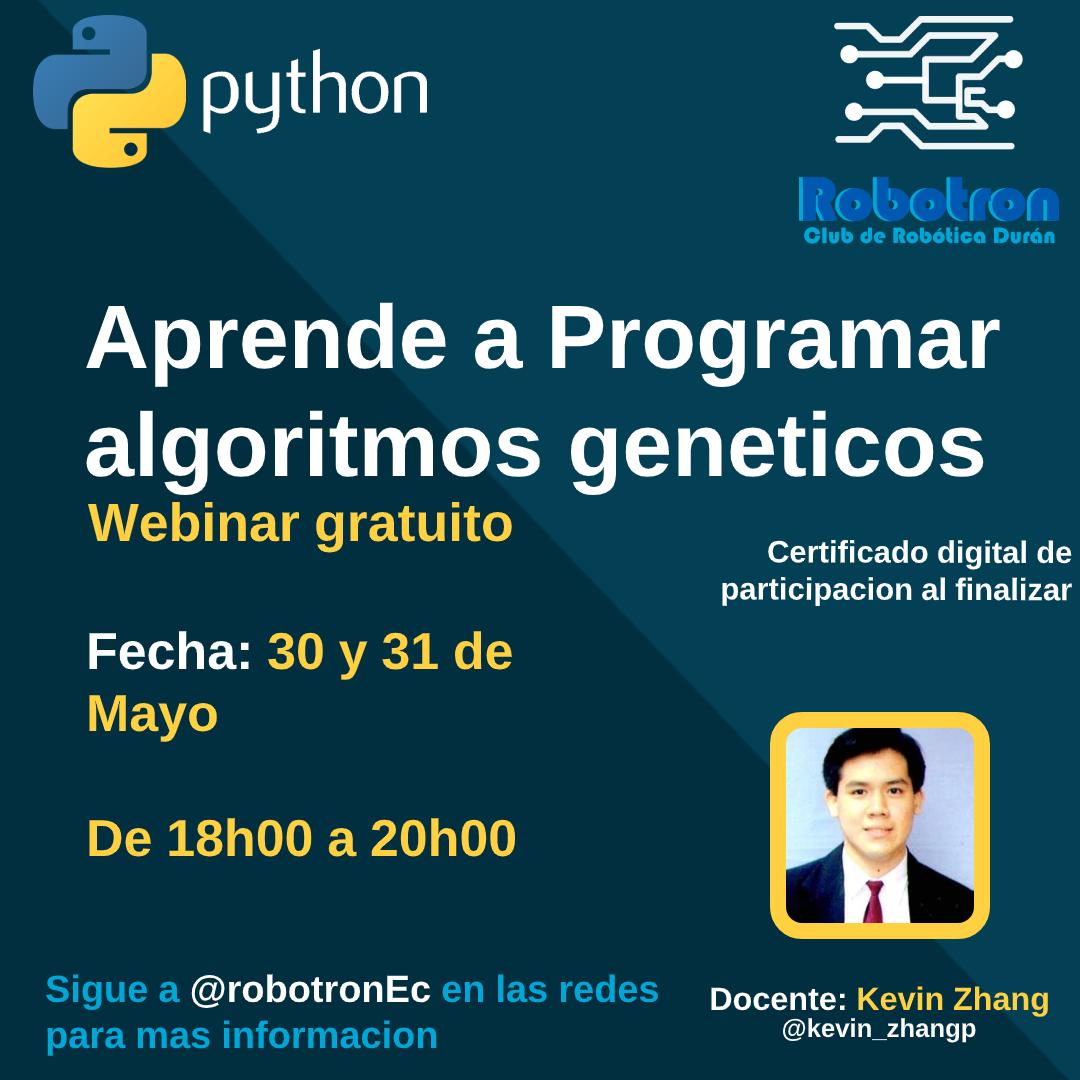 python
Robotron
Club de Robótica Durán
Aprende a Programar
algoritmos geneticos
Webinar gratuito
Certificado digital de
participacion al finalizar
Fecha: 30 y 31 de
Mayo
De 18h00 a 20h00
Sigue a @robotronEc en las redes
para mas informacion
Docente: Kevin Zhang
@kevin_zhangp